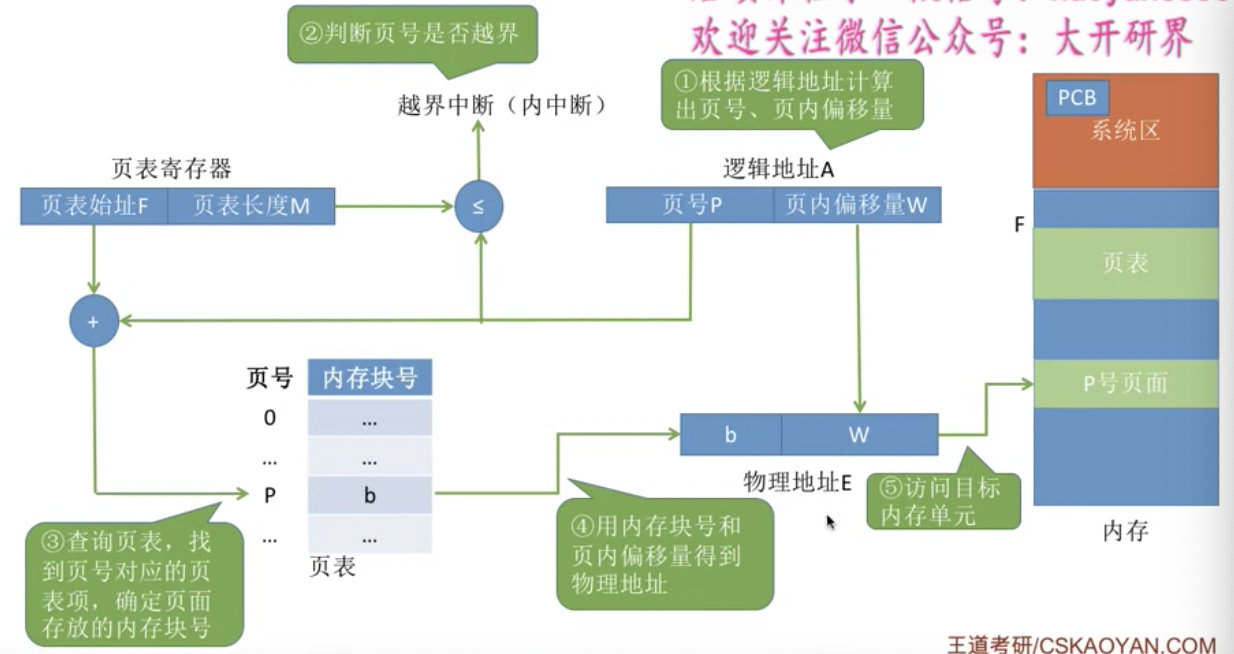 欢迎关注微信公众号：大开研界
②判断页号是否越界
①根据逻辑地址计算
出页号、页内偏移量
越界中断（内中断）
PCB
系统区
页表寄存器
逻辑地址A
页表始址F
页表长度M
≤
页号P
页内偏移量W
F
页表
+
页号
内存块号
P号页面
0
...
...
...
P
b
...
...
页表
b
W
物理地址E
⑤访问目标
内存单元
③查询页表，找
到页号对应的页
表项，确定页面
存放的内存块号
④用内存块号和
页内偏移量得到
物理地址
内存
王道考研/CSKAOYAN.COM